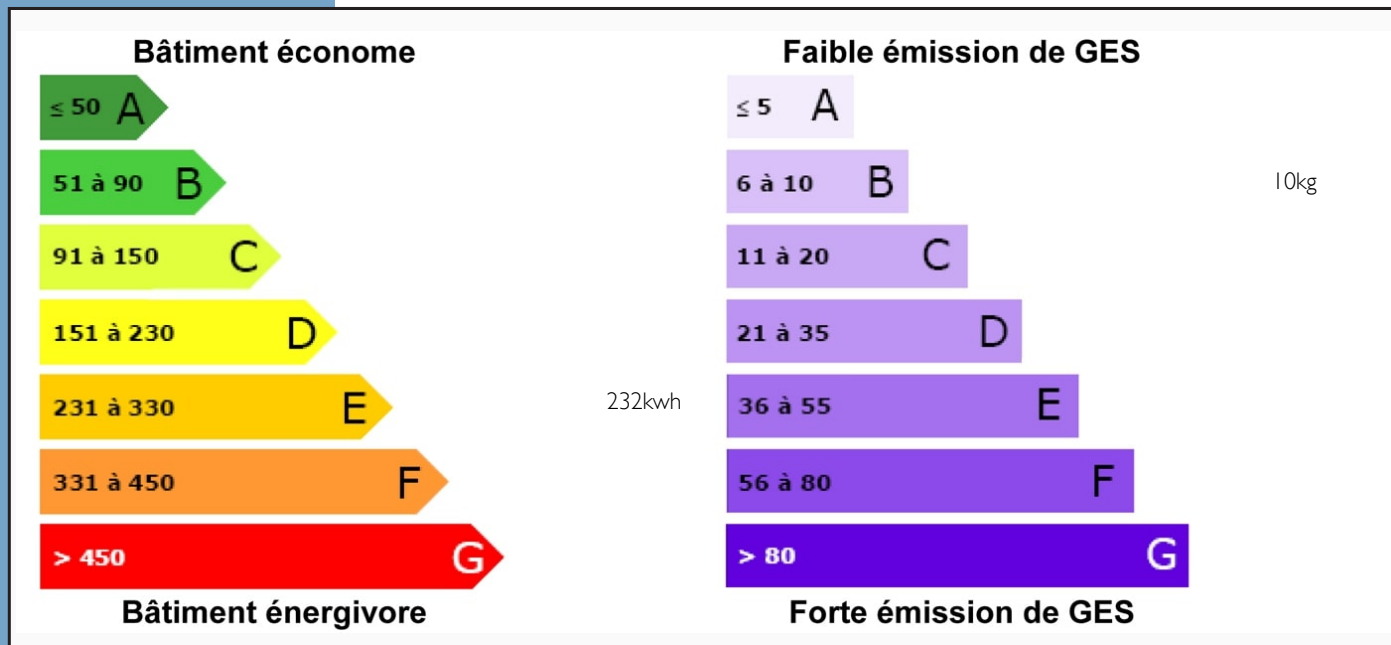 Bâtiment économe
≤ 50 A
51 à 90 B
91 à 150 C
151 à 230 D
231 à 330 E
232kwh
331 à 450 F
> 450 G
Bâtiment énergivore
Faible émission de GES
≤ 5 A
6 à 10 B
10kg
11 à 20 C
21 à 35 D
36 à 55 E
56 à 80 F
> 80 G
Forte émission de GES